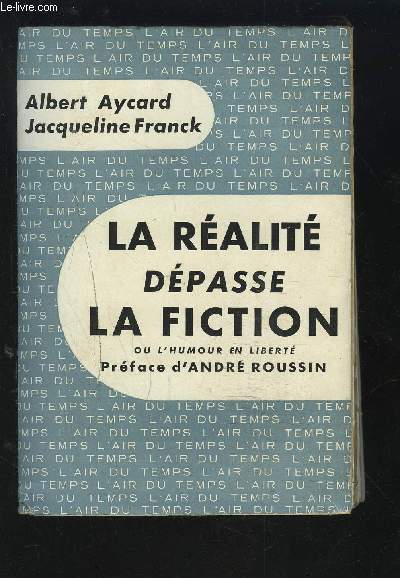 Le-livre.com
Albert Aycard
Jacqueline Franck
LA RÉALITÉ
DÉPASSE
LA FICTION
OU L'HUMOUR EN LIBERTÉ
Préface d'ANDRÉ ROUSSIN
L'AIR DU TEMPS